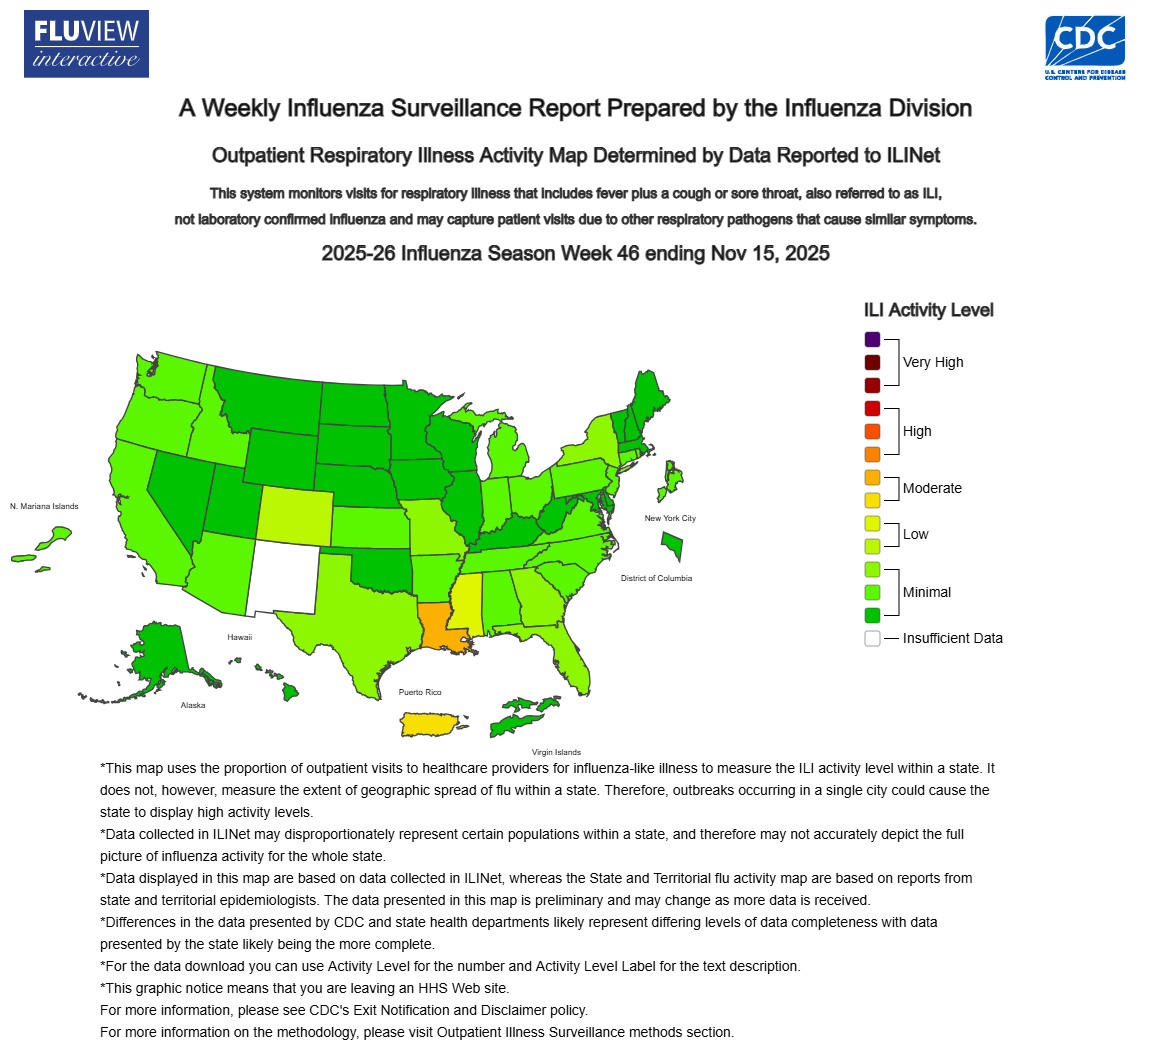 FLUVIEW
interactive
CDC
U.S. CENTERS FOR DISEASE
CONTROL AND PREVENTION
A Weekly Influenza Surveillance Report Prepared by the Influenza Division
Outpatient Respiratory Illness Activity Map Determined by Data Reported to ILINet
This system monitors visits for respiratory illness that includes fever plus a cough or sore throat, also referred to as ILI,
not laboratory confirmed influenza and may capture patient visits due to other respiratory pathogens that cause similar symptoms.
2025-26 Influenza Season Week 46 ending Nov 15, 2025
ILI Activity Level
Very High
High
Moderate
Low
Minimal
Insufficient Data
N. Mariana Islands
New York City
District of Columbia
Hawaii
Alaska
Puerto Rico
Virgin Islands
*This map uses the proportion of outpatient visits to healthcare providers for influenza-like illness to measure the ILI activity level within a state. It
does not, however, measure the extent of geographic spread of flu within a state. Therefore, outbreaks occurring in a single city could cause the
state to display high activity levels.
*Data collected in ILINet may disproportionately represent certain populations within a state, and therefore may not accurately depict the full
picture of influenza activity for the whole state.
*Data displayed in this map are based on data collected in ILINet, whereas the State and Territorial flu activity map are based on reports from
state and territorial epidemiologists. The data presented in this map is preliminary and may change as more data is received.
*Differences in the data presented by CDC and state health departments likely represent differing levels of data completeness with data
presented by the state likely being the more complete.
*For the data download you can use Activity Level for the number and Activity Level Label for the text description.
*This graphic notice means that you are leaving an HHS Web site.
For more information, please see CDC's Exit Notification and Disclaimer policy.
For more information on the methodology, please visit Outpatient Illness Surveillance methods section.